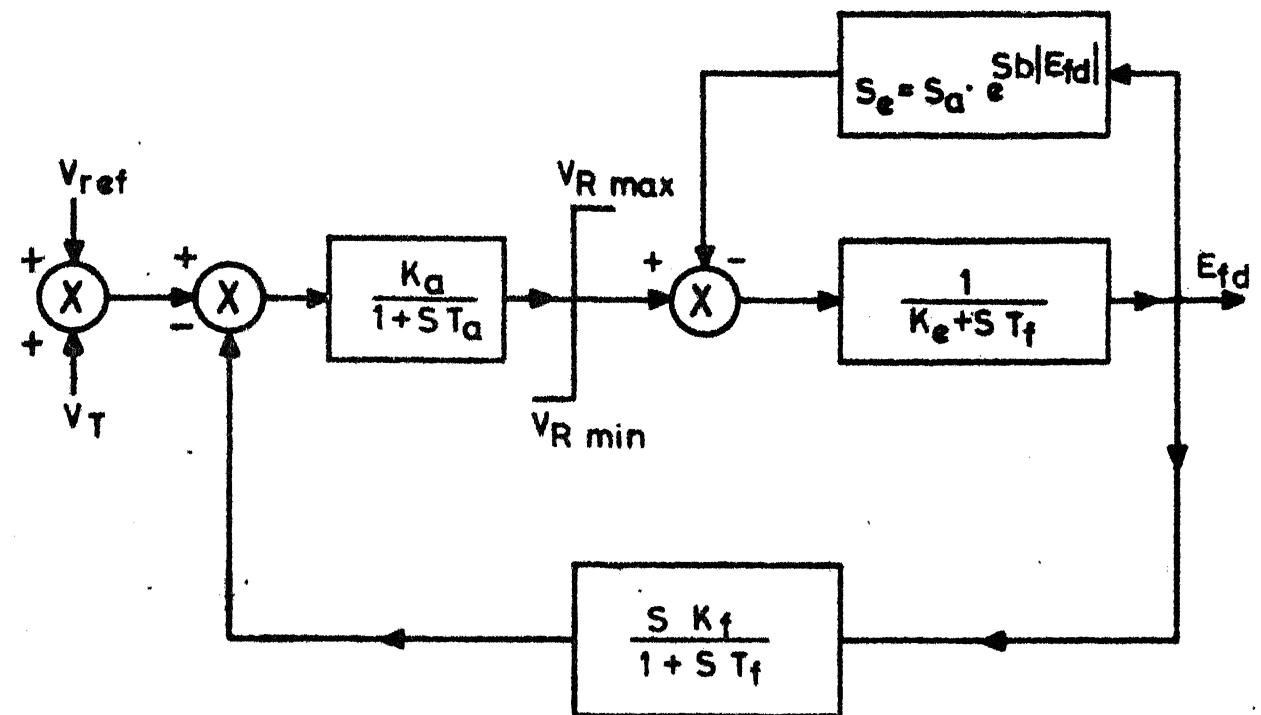 Se = Sa · e^Sb|Efd|
Vref
VR max
+
+
+
-
Efd
X
X
Ka
1 + S Ta
X
1
Ke + S Tf
+
-
VT
VR min
S Kf
1 + S Tf